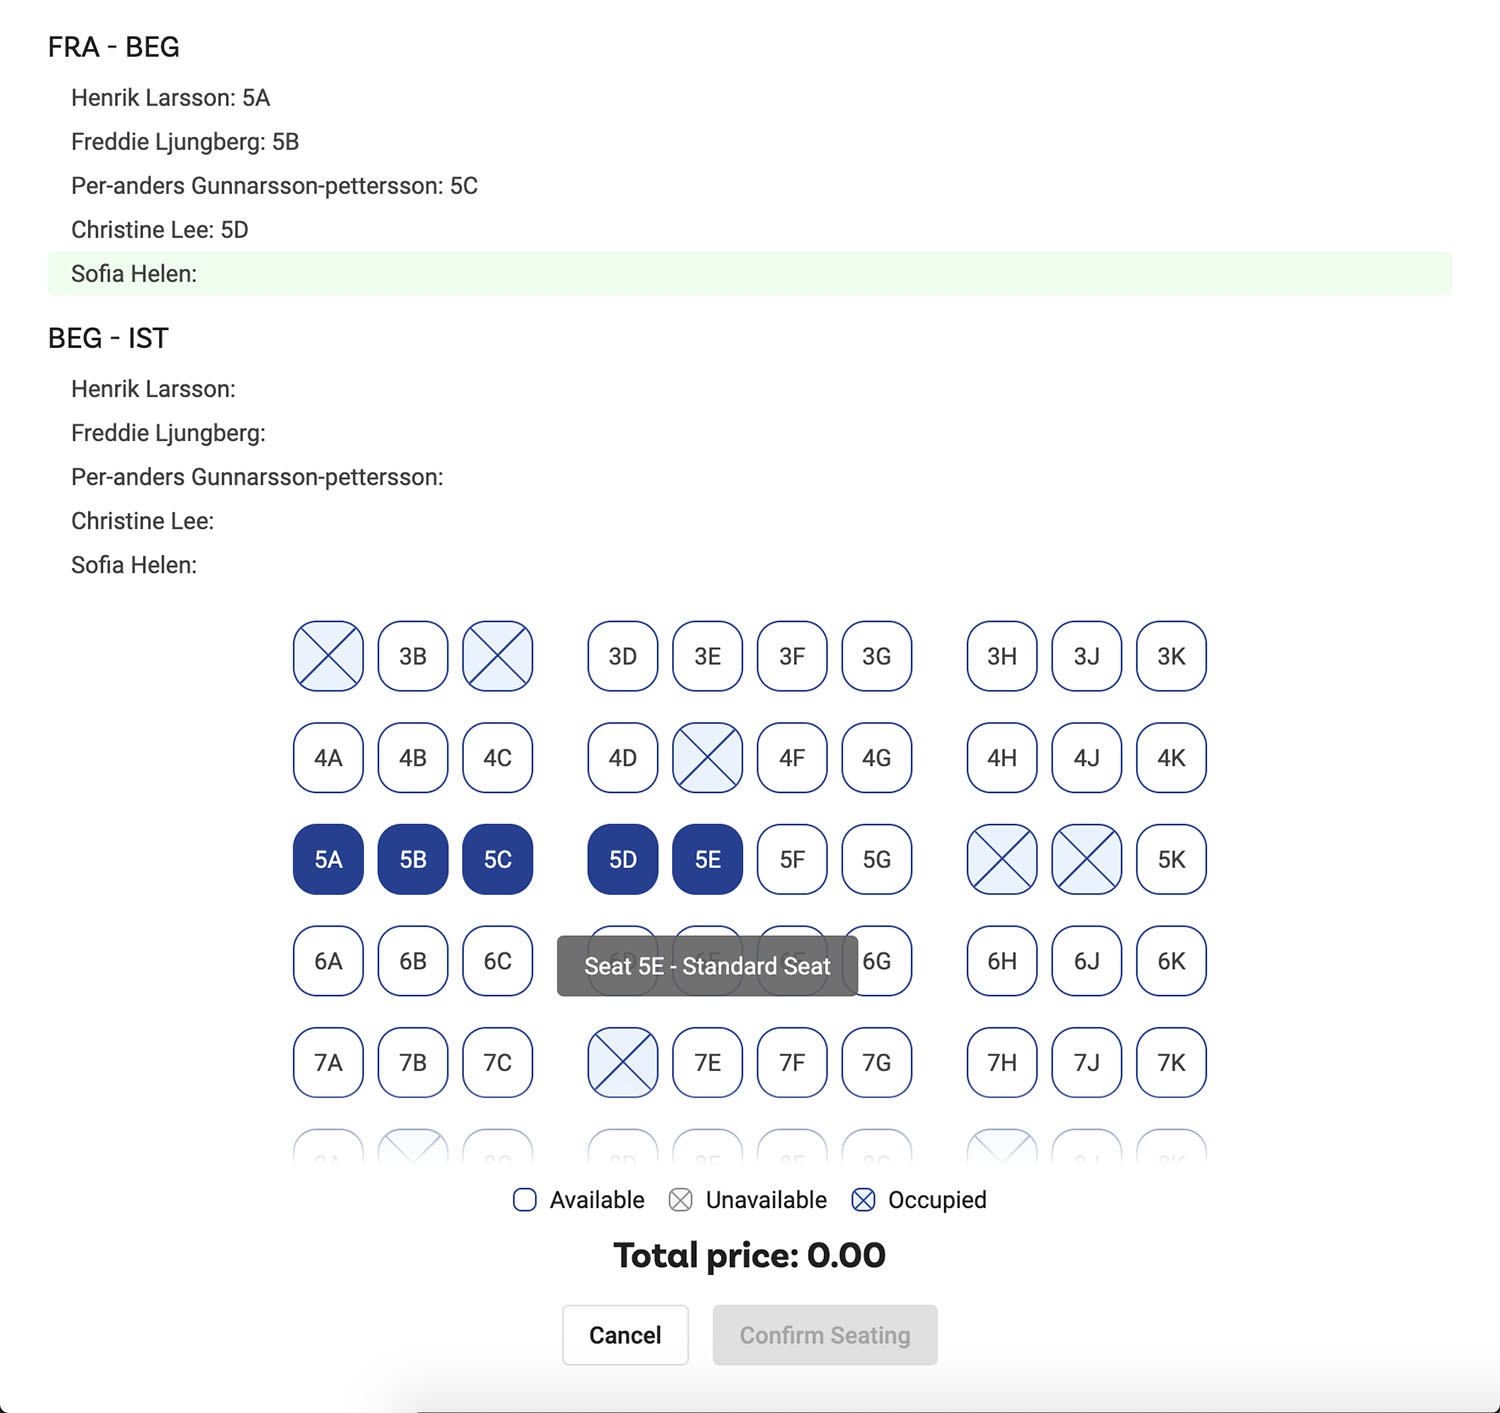 FRA - BEG
Henrik Larsson: 5A
Freddie Ljungberg: 5B
Per-anders Gunnarsson-pettersson: 5C
Christine Lee: 5D
Sofia Helen:
BEG - IST
Henrik Larsson:
Freddie Ljungberg:
Per-anders Gunnarsson-pettersson:
Christine Lee:
Sofia Helen:
3B 3D 3E 3F 3G 3H 3J 3K
4A 4B 4C 4D 4F 4G 4H 4J 4K
5A 5B 5C 5D 5E 5F 5G 5K
6A 6B 6C Seat 5E - Standard Seat 6G 6H 6J 6K
7A 7B 7C 7E 7F 7G 7H 7J 7K
Available Unavailable Occupied
Total price: 0.00
Cancel Confirm Seating